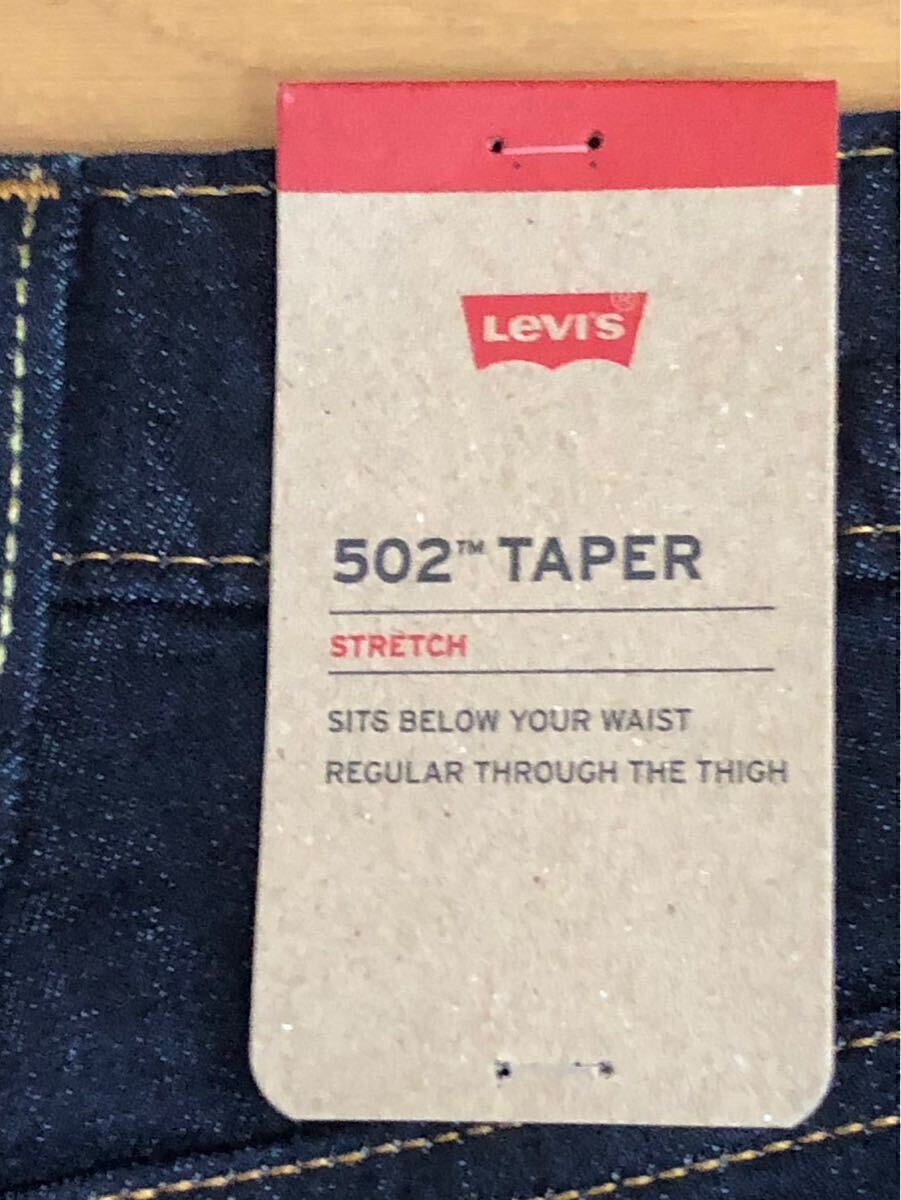 LEVI'S®
502™ TAPER
STRETCH
SITS BELOW YOUR WAIST
REGULAR THROUGH THE THIGH